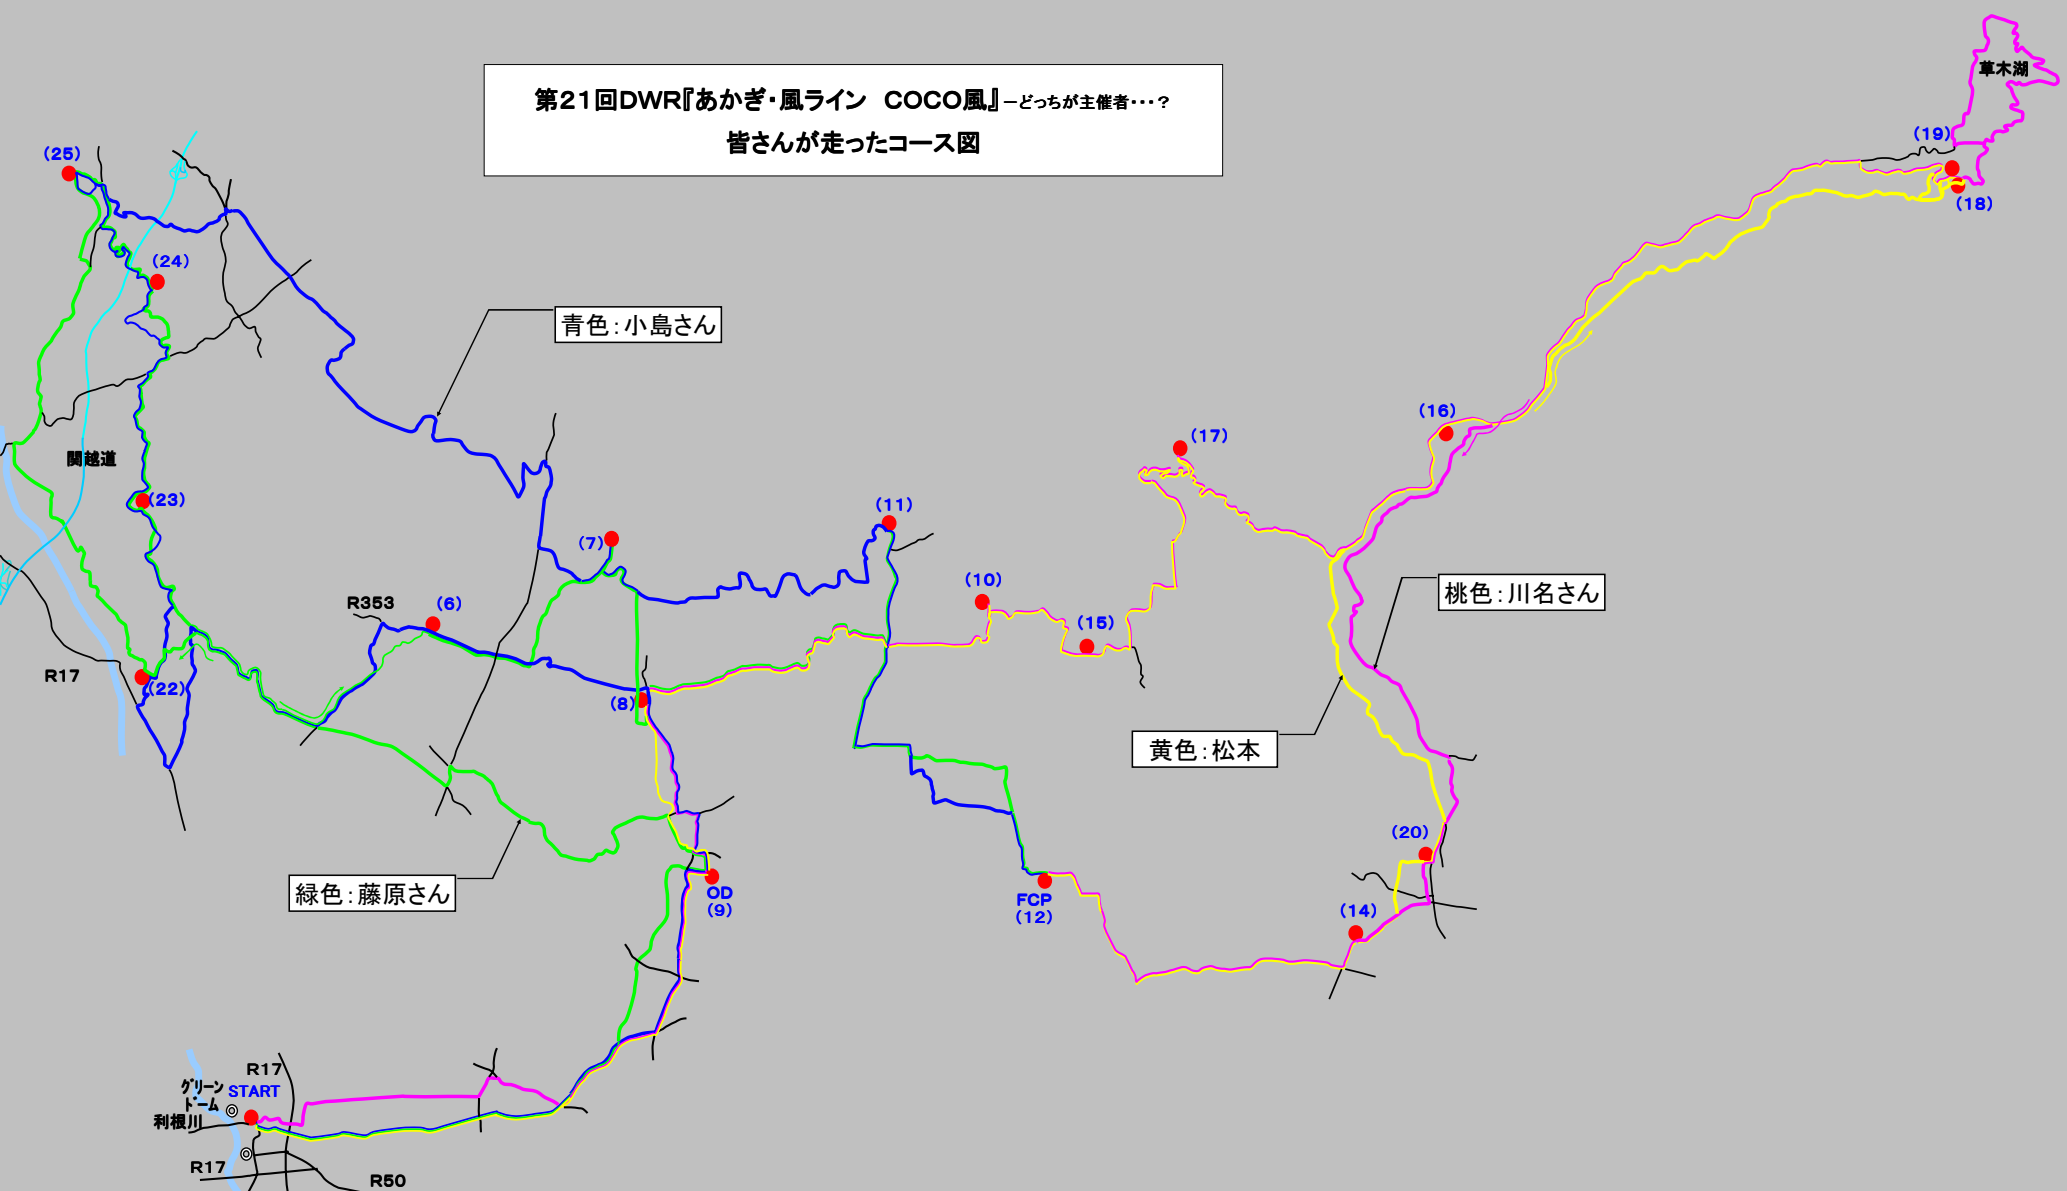 第21回DWR『あかぎ・風ライン　COCO風』－どっちが主催者・・・？
皆さんが走ったコース図
草木湖
(19)
(18)
(25)
(24)
青色：小島さん
(16)
(17)
関越道
(23)
(11)
(7)
(10)
R353
(6)
(15)
桃色：川名さん
R17
(22)
(8)
黄色：松本
(20)
緑色：藤原さん
OD
(9)
FCP
(12)
(14)
R17
グリーン
ドーム
START
利根川
R17
R50